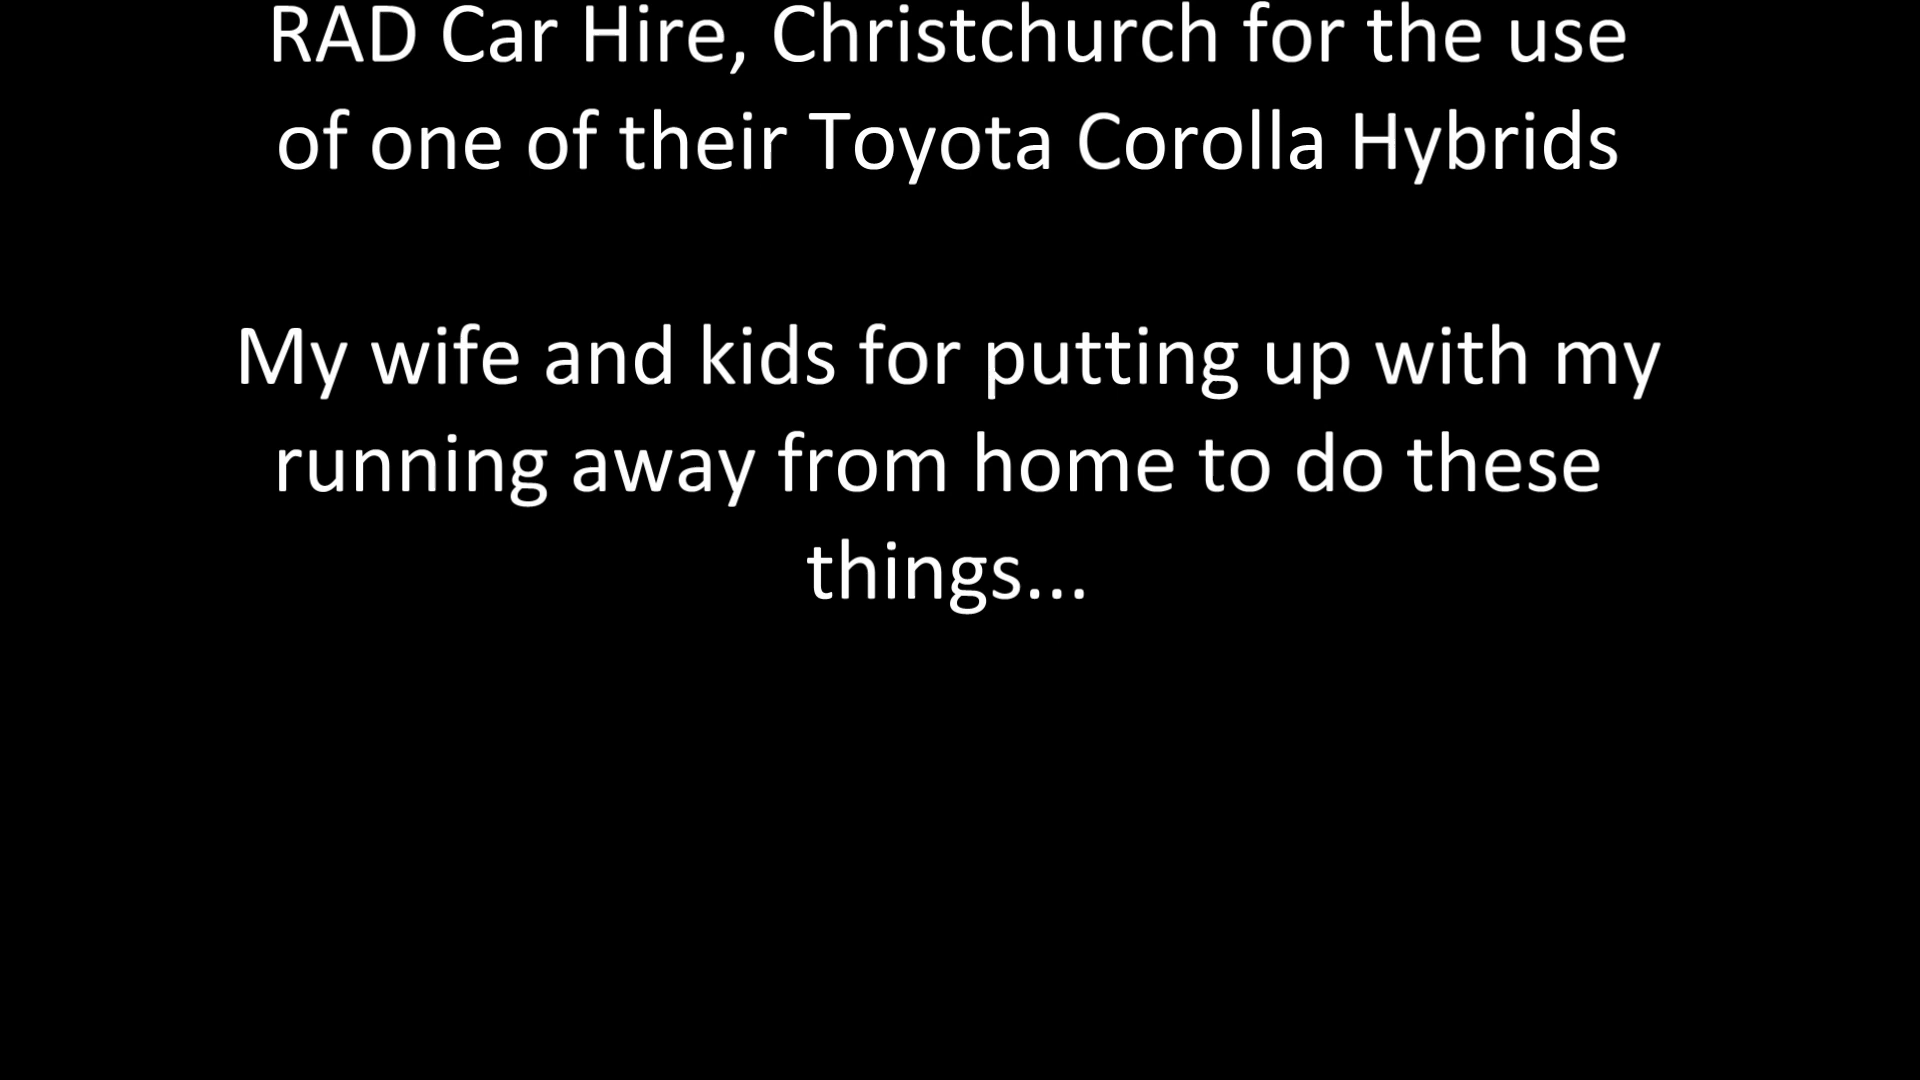 RAD Car Hire, Christchurch for the use
of one of their Toyota Corolla Hybrids
My wife and kids for putting up with my
running away from home to do these
things...